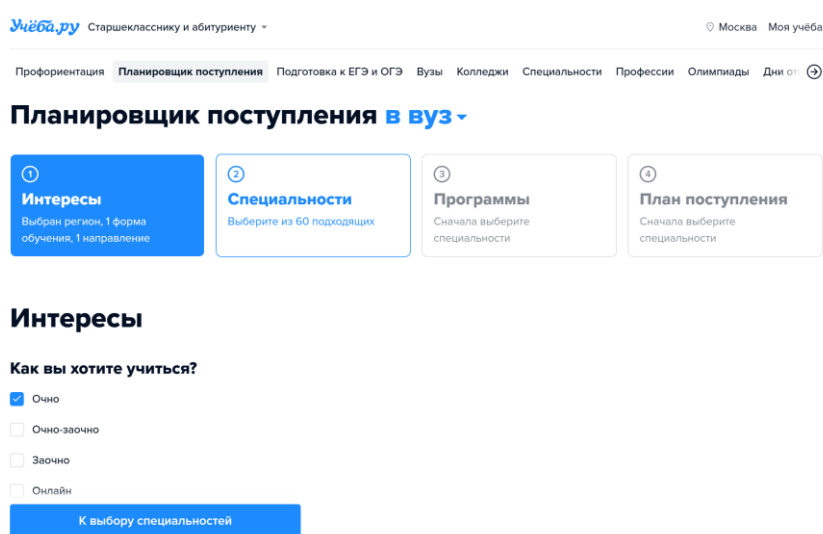 Учёба.ру Старшекласснику и абитуриенту Москва Моя учёба
Профориентация Планировщик поступления Подготовка к ЕГЭ и ОГЭ Вузы Колледжи Специальности Профессии Олимпиады Дни от
Планировщик поступления в вуз
1 2 3 4
Интересы Специальности Программы План поступления
Выбран регион, 1 форма Выберите из 60 подходящих Сначала выберите Сначала выберите
обучения, 1 направление специальности специальности
Интересы
Как вы хотите учиться?
Очно
Очно-заочно
Заочно
Онлайн
К выбору специальностей